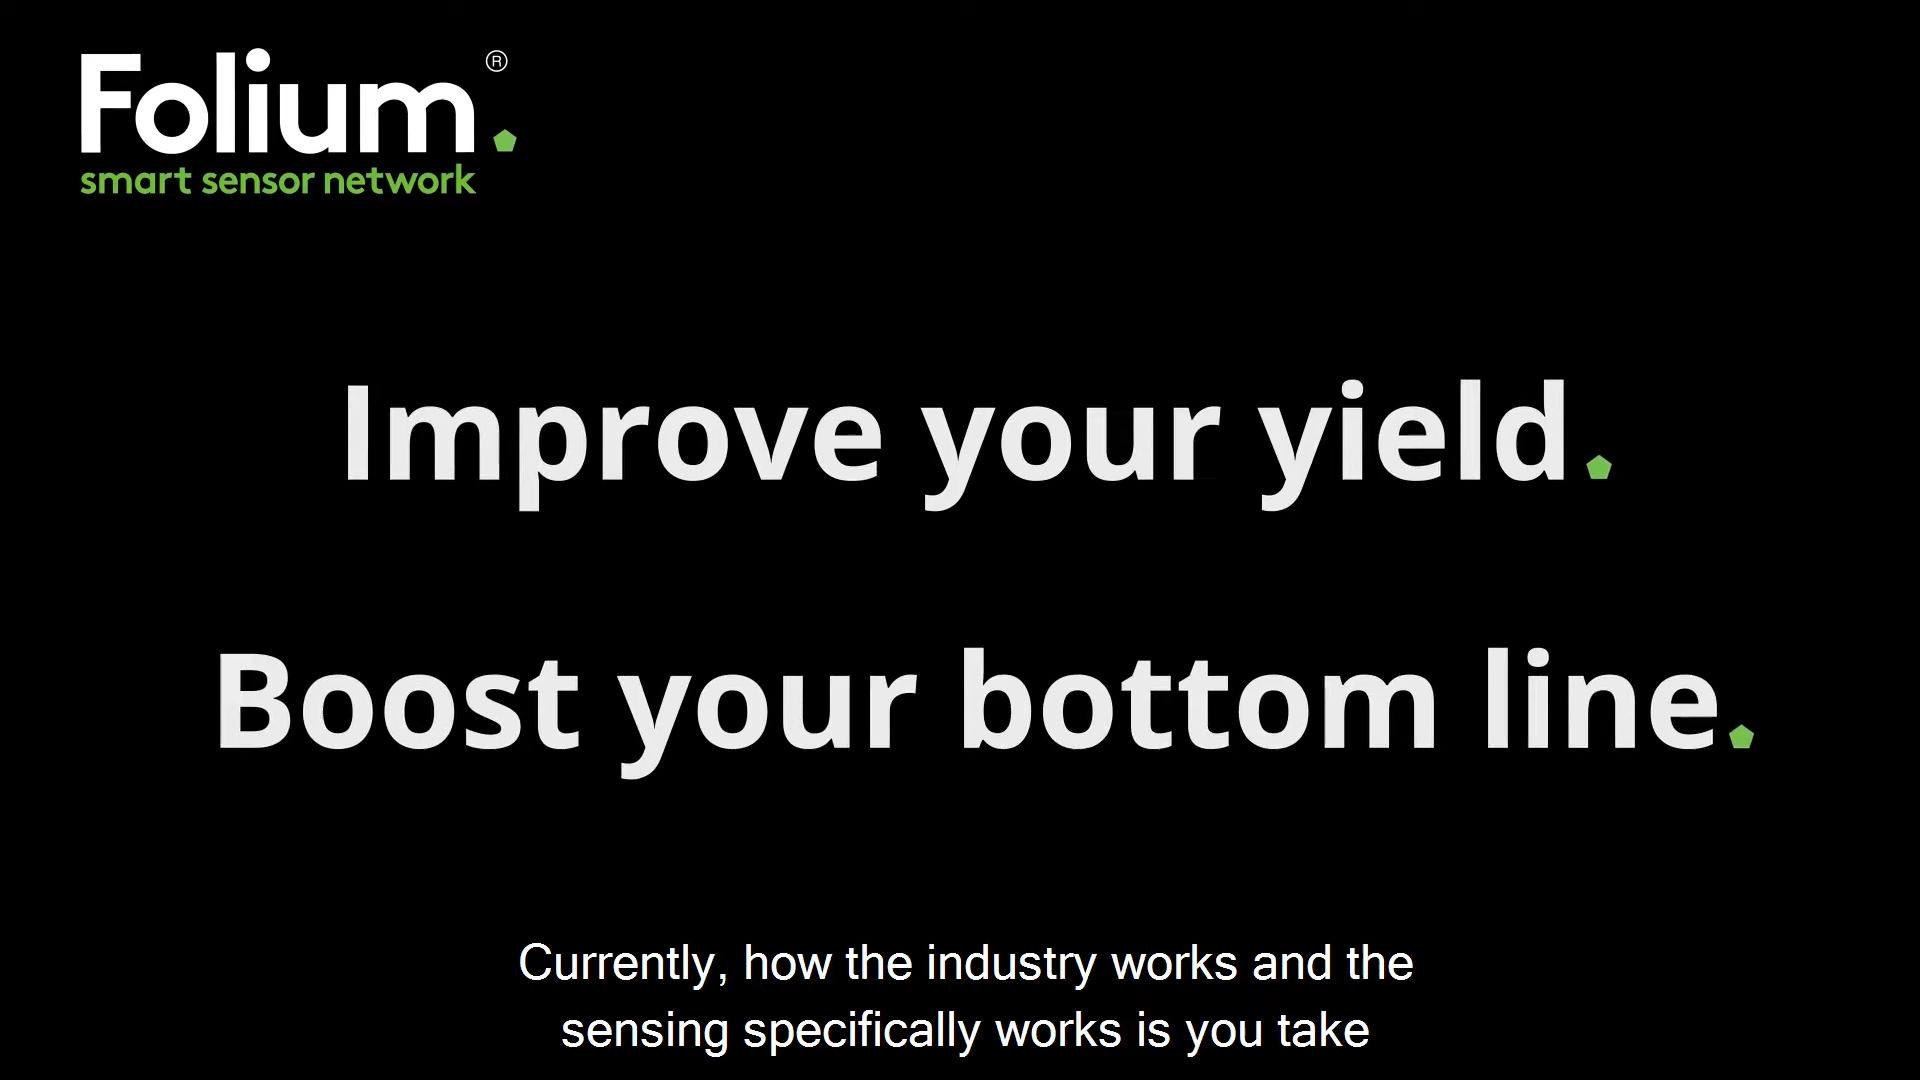 Folium.®
smart sensor network
Improve your yield.
Boost your bottom line.
Currently, how the industry works and the
sensing specifically works is you take